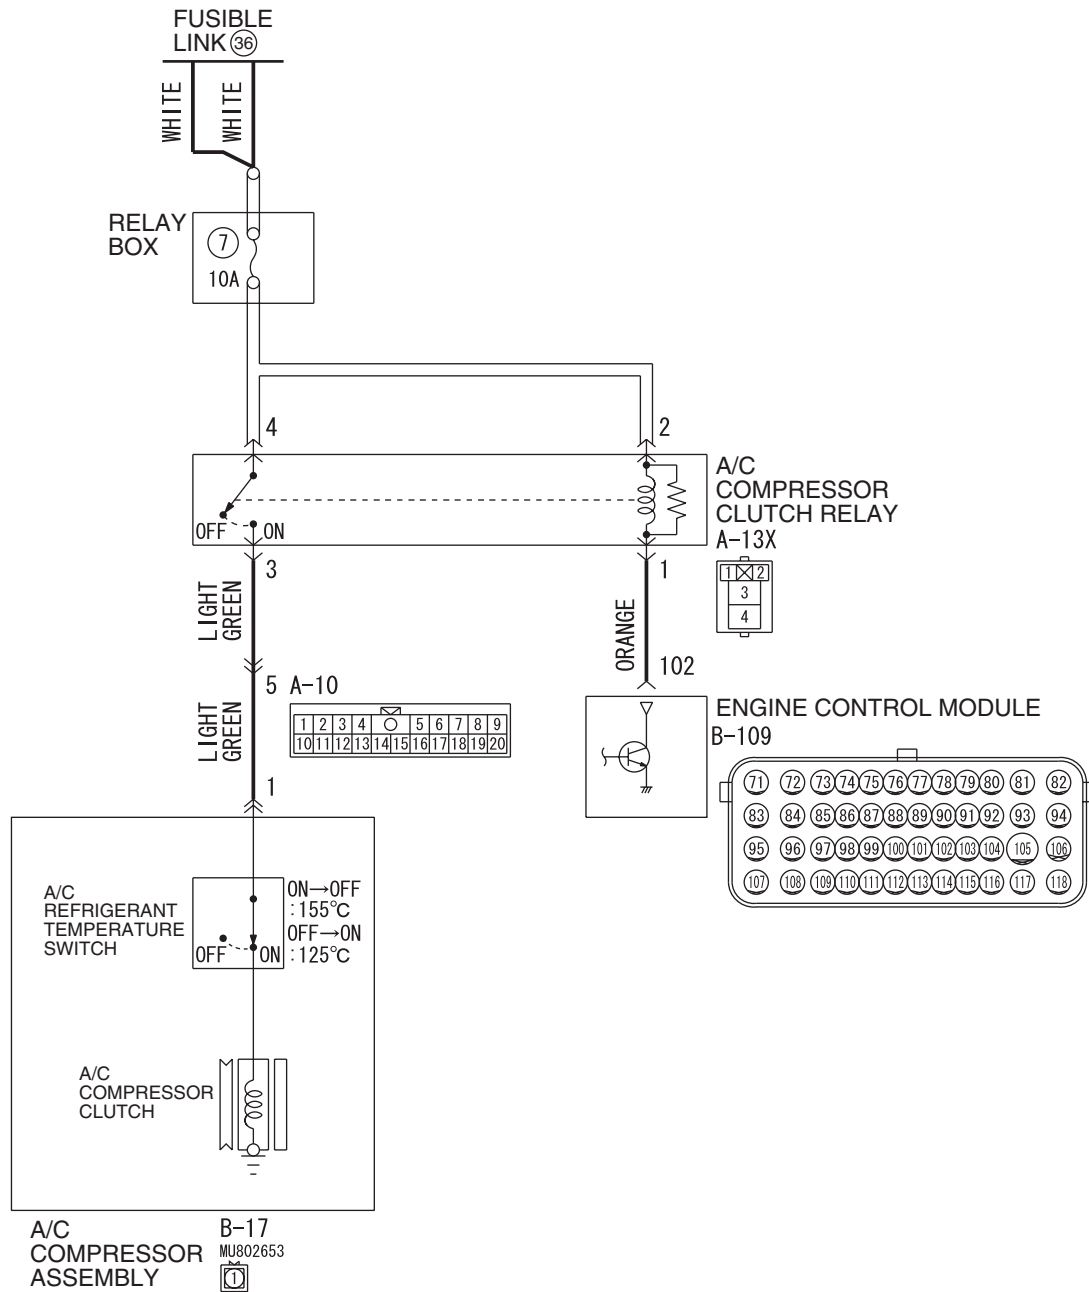 FUSIBLE
LINK 36
WHITE
WHITE
RELAY
BOX
7
10A
4
2
A/C
COMPRESSOR
CLUTCH RELAY
A-13X
OFF
ON
3
1
1 2
3
4
LIGHT
GREEN
ORANGE
102
5 A-10
1 2 3 4 5 6 7 8 9
10 11 12 13 14 15 16 17 18 19 20
LIGHT
GREEN
1
ENGINE CONTROL MODULE
B-109
71 72 73 74 75 76 77 78 79 80 81 82
83 84 85 86 87 88 89 90 91 92 93 94
95 96 97 98 99 100 101 102 103 104 105 106
107 108 109 110 111 112 113 114 115 116 117 118
A/C
REFRIGERANT
TEMPERATURE
SWITCH
OFF
ON
ON→OFF
:155℃
OFF→ON
:125℃
A/C
COMPRESSOR
CLUTCH
A/C
COMPRESSOR
ASSEMBLY
B-17
MU802653
1